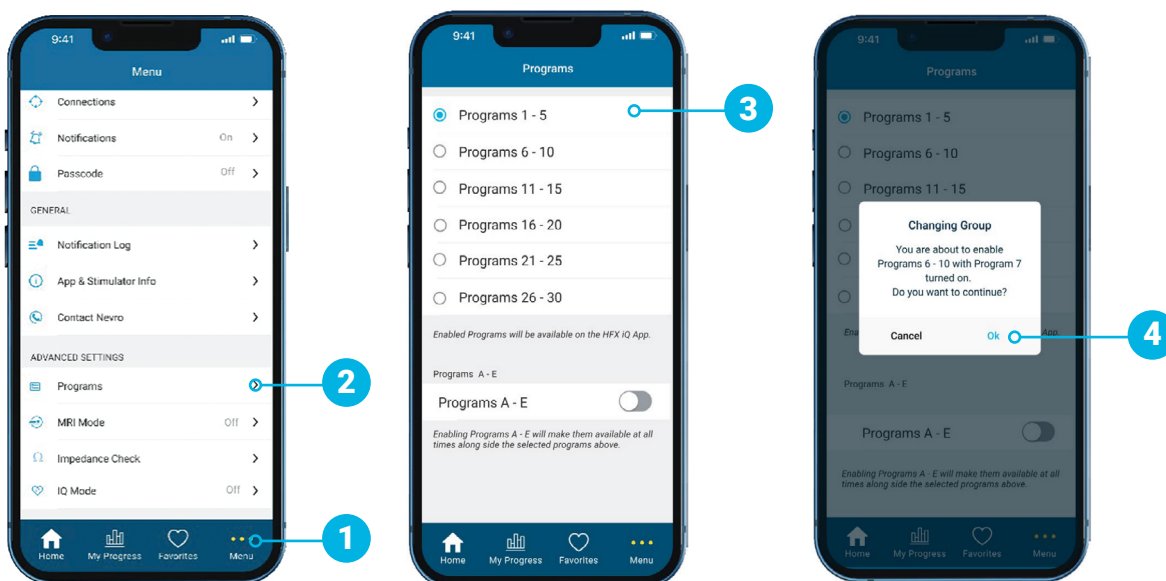 9:41
Menu
Connections
Notifications On
Passcode Off
GENERAL
Notification Log
App & Stimulator Info
Contact Nevro
ADVANCED SETTINGS
Programs
2
MRI Mode Off
Impedance Check
IQ Mode Off
1
Home My Progress Favorites Menu
9:41
Programs
Programs 1 - 5
3
Programs 6 - 10
Programs 11 - 15
Programs 16 - 20
Programs 21 - 25
Programs 26 - 30
Enabled Programs will be available on the HFX iQ App.
Programs A - E
Programs A - E
Enabling Programs A - E will make them available at all
times along side the selected programs above.
Home My Progress Favorites Menu
9:41
Programs
Programs 1 - 5
Programs 6 - 10
Programs 11 - 15
Changing Group
You are about to enable
Programs 6 - 10 with Program 7
turned on.
Do you want to continue?
Cancel Ok
4
Ena App.
Programs A - E
Programs A - E
Enabling Programs A - E will make them available at all
times along side the selected programs above.
Home My Progress Favorites Menu